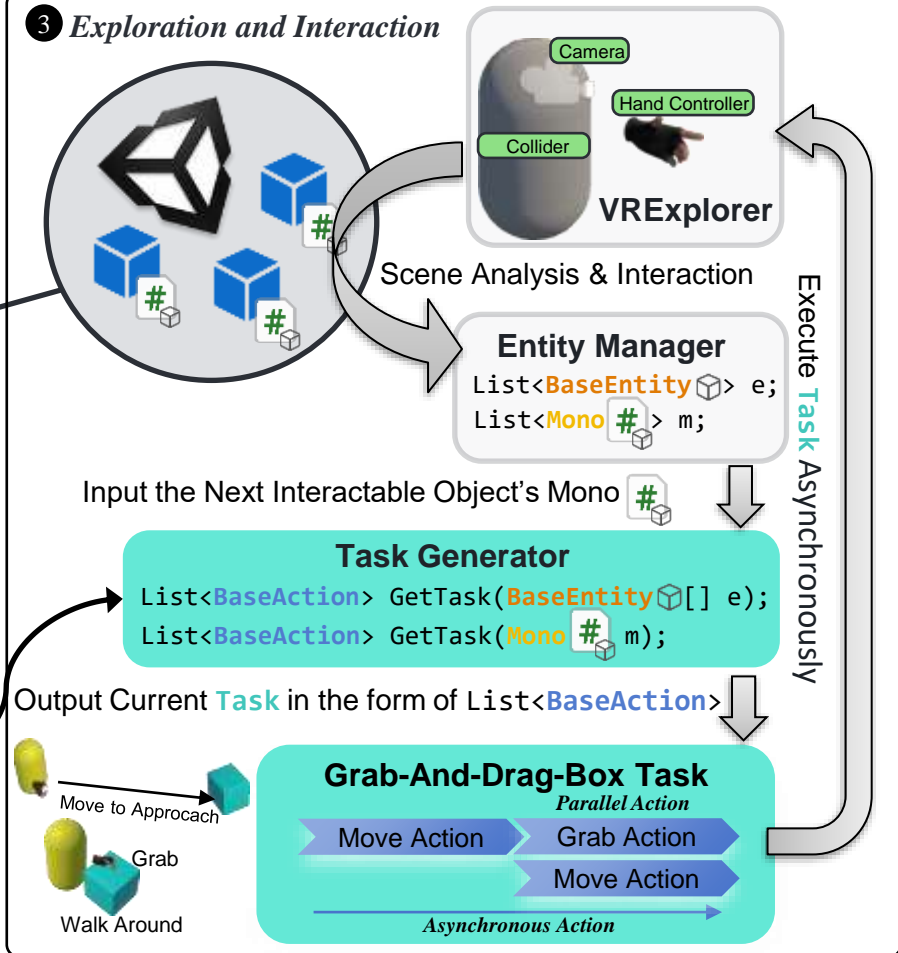 3 Exploration and Interaction
Camera
Hand Controller
Collider
VRExplorer
Scene Analysis & Interaction
Entity Manager
List<BaseEntity> e;
List<Mono #> m;
Execute Task Asynchronously
Input the Next Interactable Object's Mono #
Task Generator
List<BaseAction> GetTask(BaseEntity[] e);
List<BaseAction> GetTask(Mono # m);
Output Current Task in the form of List<BaseAction>
Move to Approach
Grab
Walk Around
Grab-And-Drag-Box Task
Parallel Action
Move Action
Grab Action
Move Action
Asynchronous Action
#
#
#